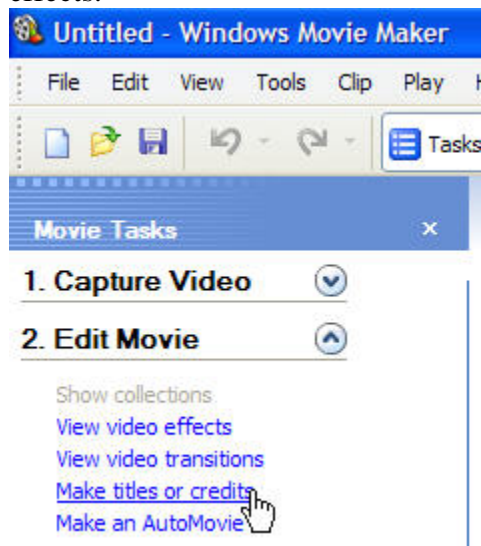 effects.
Untitled - Windows Movie Maker
File Edit View Tools Clip Play
Tasks
Movie Tasks
1. Capture Video
2. Edit Movie
Show collections
View video effects
View video transitions
Make titles or credits
Make an AutoMovie